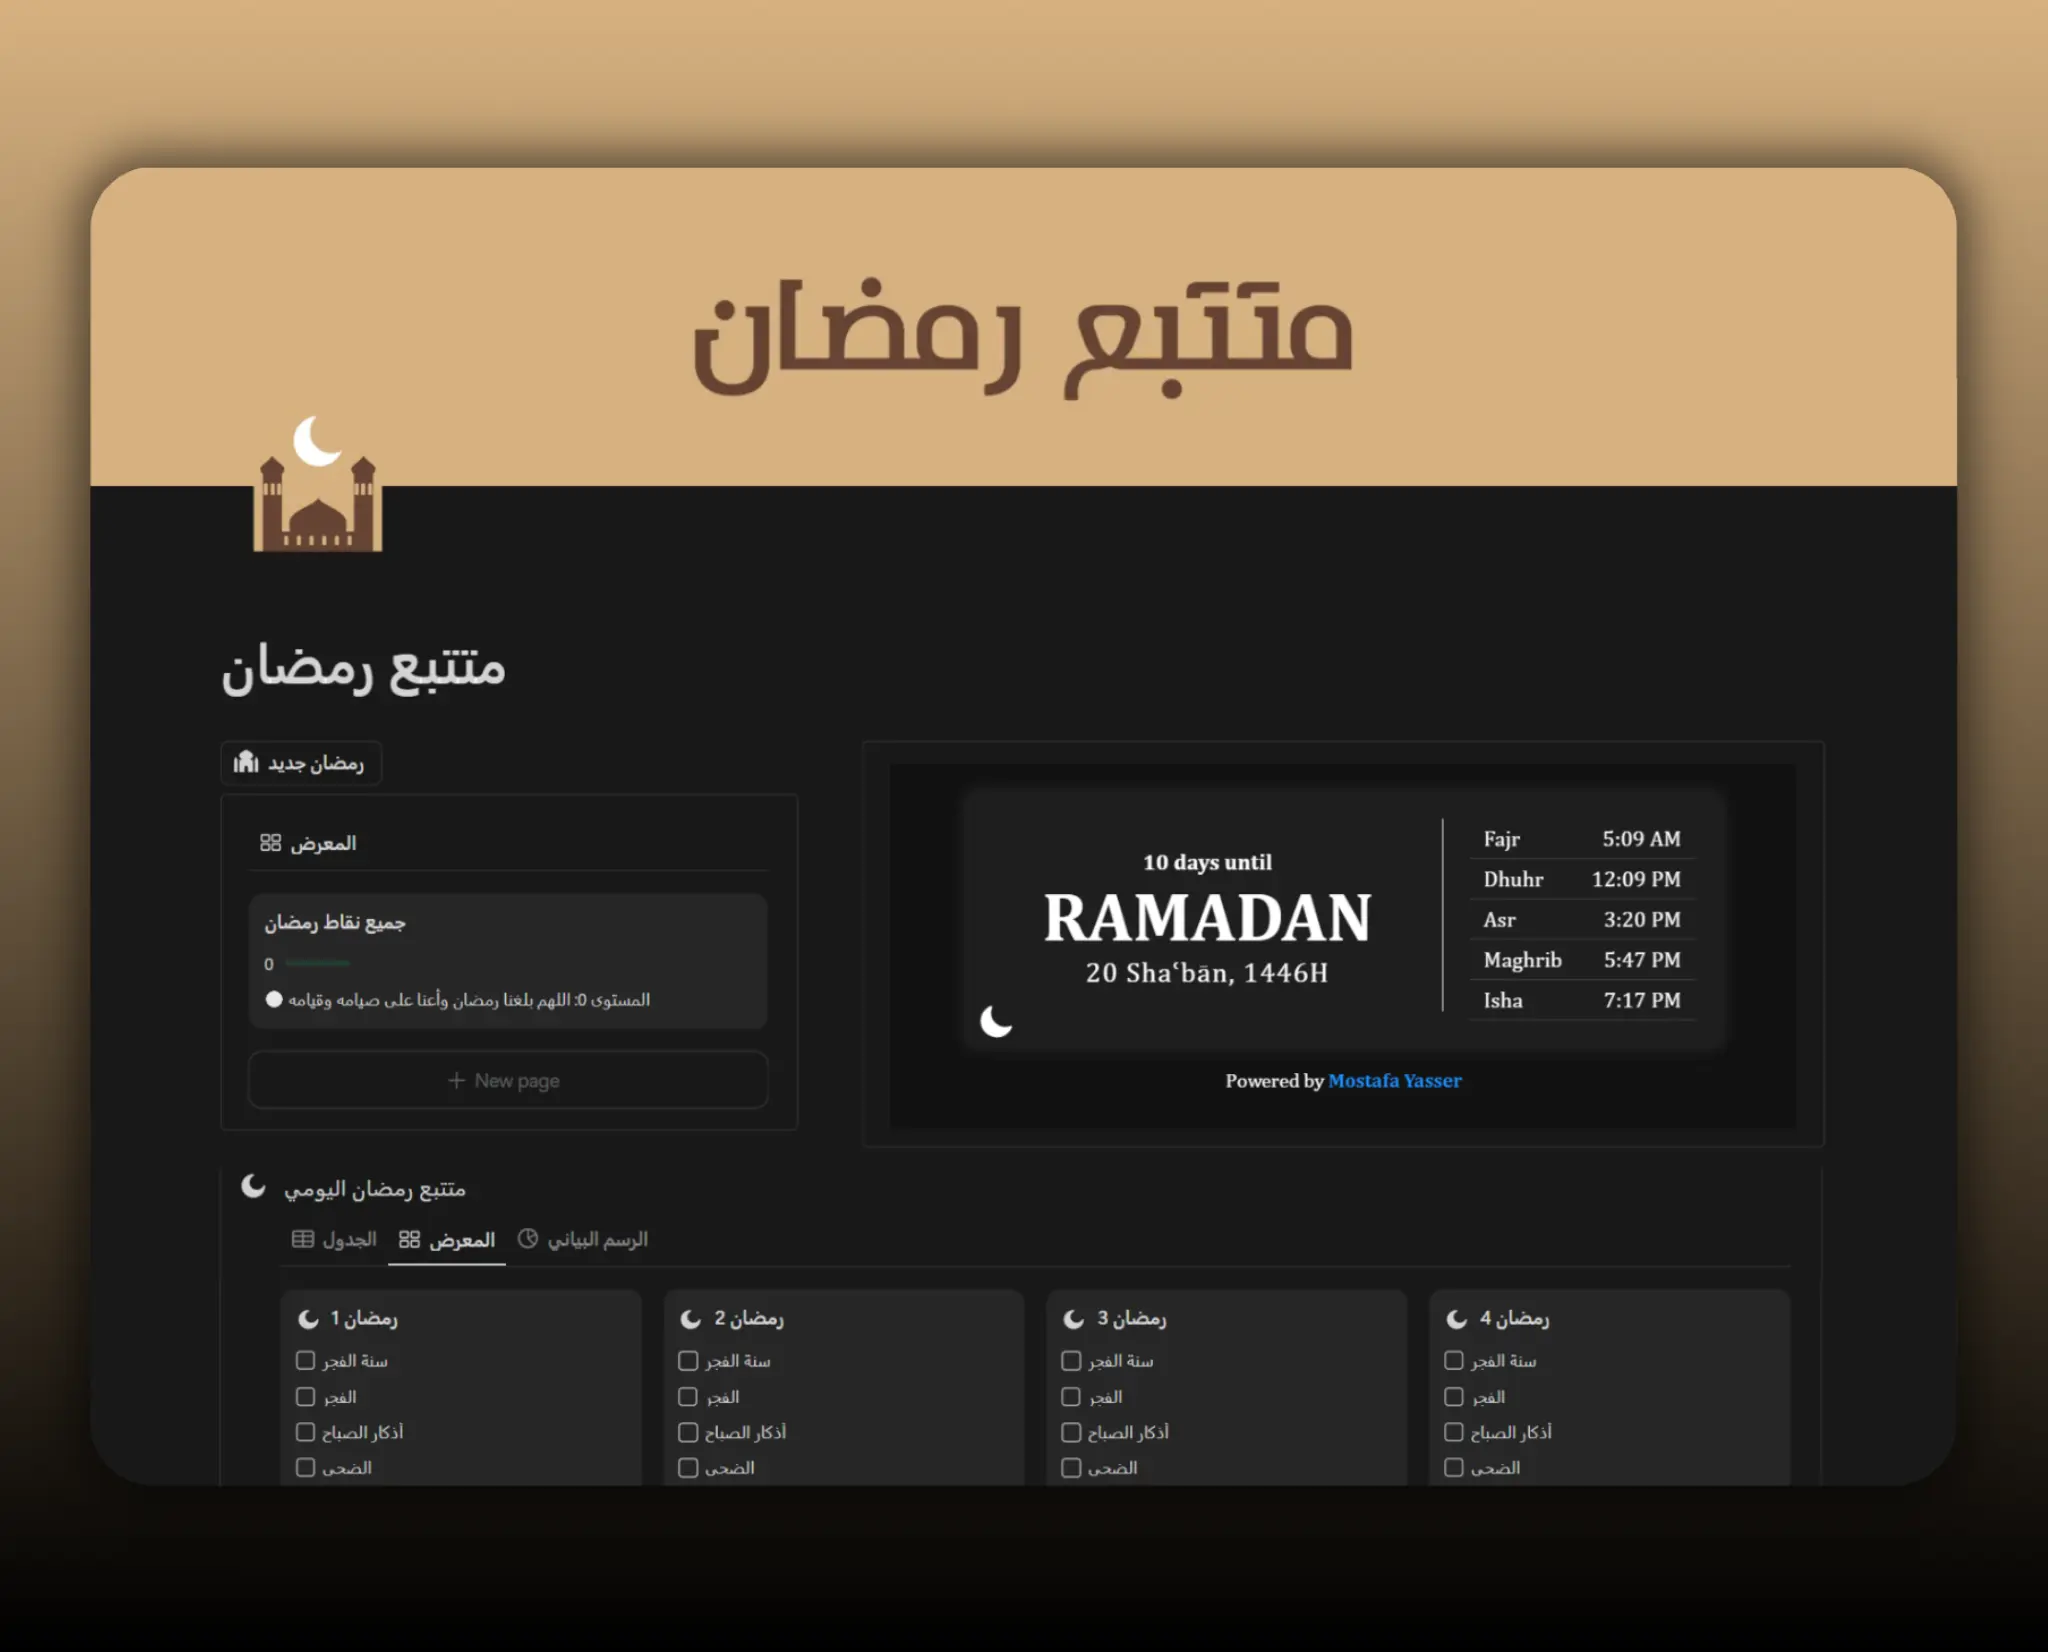 متتبع رمضان
متتبع رمضان
رمضان جديد
المعرض
جميع نقاط رمضان
0
المستوى 0: اللهم بلغنا رمضان وأعنا على صيامه وقيامه
+ New page
10 days until
RAMADAN
20 Shaʿbān, 1446H
Fajr 5:09 AM
Dhuhr 12:09 PM
Asr 3:20 PM
Maghrib 5:47 PM
Isha 7:17 PM
Powered by Mostafa Yasser
متتبع رمضان اليومي
الجدول
المعرض
الرسم البياني
رمضان 1
سنة الفجر
الفجر
أذكار الصباح
الضحى
رمضان 2
سنة الفجر
الفجر
أذكار الصباح
الضحى
رمضان 3
سنة الفجر
الفجر
أذكار الصباح
الضحى
رمضان 4
سنة الفجر
الفجر
أذكار الصباح
الضحى